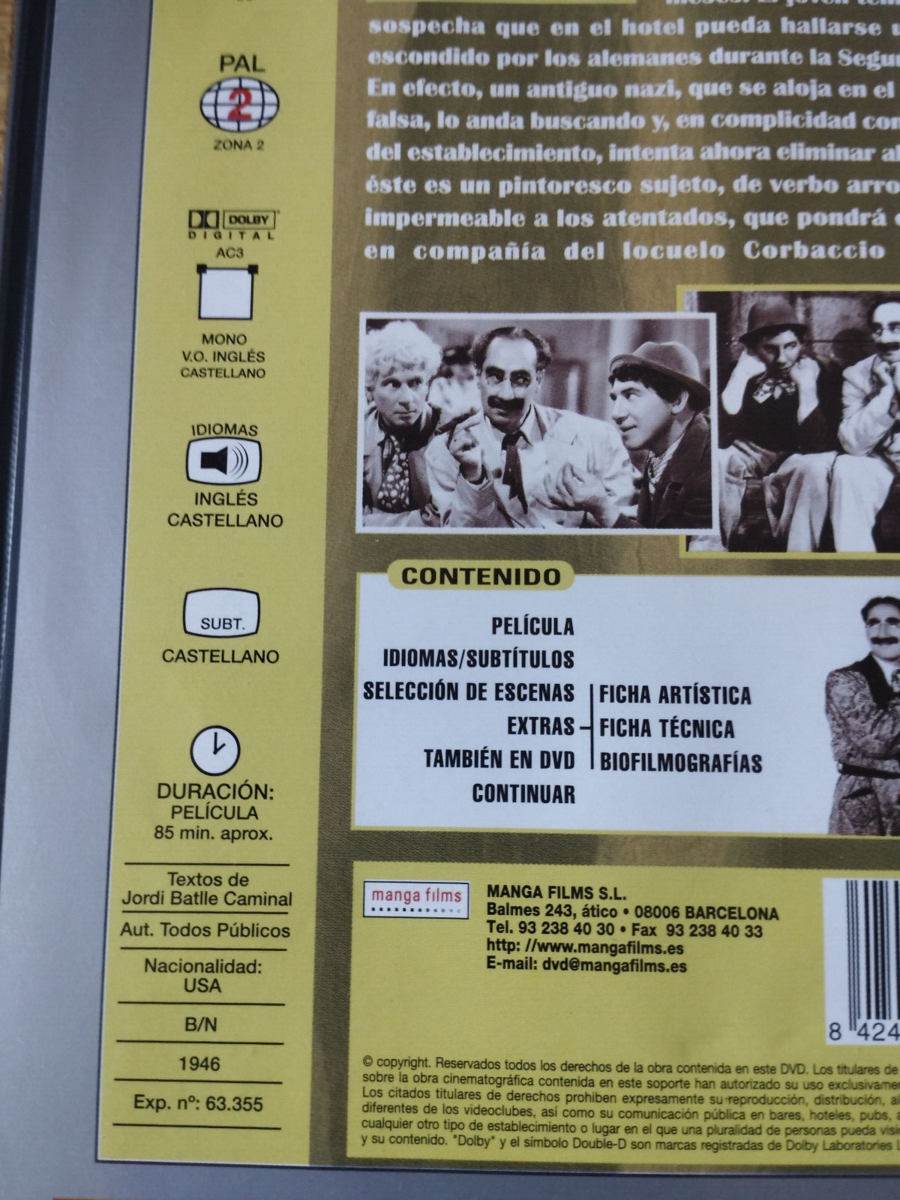 PAL
2
ZONA 2
DOLBY
DIGITAL
AC3
MONO
V.O. INGLÉS
CASTELLANO
IDIOMAS
INGLÉS
CASTELLANO
SUBT.
CASTELLANO
DURACIÓN:
PELÍCULA
85 min. aprox.
Textos de
Jordi Batlle Caminal
Aut. Todos Públicos
Nacionalidad:
USA
B/N
1946
Exp. nº: 63.355
sospecha que en el hotel pueda hallarse
escondido por los alemanes durante la
En efecto, un antiguo nazi, que se aloja en el
falsa, lo anda buscando y, en complicidad
del establecimiento, intenta ahora eliminar
éste es un pintoresco sujeto, de verbo
impermeable a los atentados, que pondrá
en compañía del locuelo Corbaccio
CONTENIDO
PELÍCULA
IDIOMAS/SUBTÍTULOS
SELECCIÓN DE ESCENAS
EXTRAS
TAMBIÉN EN DVD
CONTINUAR
FICHA ARTÍSTICA
FICHA TÉCNICA
BIOFILMOGRAFÍAS
manga films
MANGA FILMS S.L.
Balmes 243, ático • 08006 BARCELONA
Tel. 93 238 40 30 • Fax 93 238 40 33
http: //www.mangafilms.es
E-mail: dvd@mangafilms.es
8 424
© copyright. Reservados todos los derechos de la obra contenida en este DVD. Los titulares de
sobre la obra cinematográfica contenida en este soporte han autorizado su uso
Los citados titulares de derechos prohiben expresamente su reproducción, distribución,
diferentes de los videoclubes, así como su comunicación pública en bares, hoteles, pubs,
cualquier otro tipo de establecimiento o lugar en el que una pluralidad de personas pueda
y su contenido. "Dolby" y el símbolo Double-D son marcas registradas de Dolby Laboratories